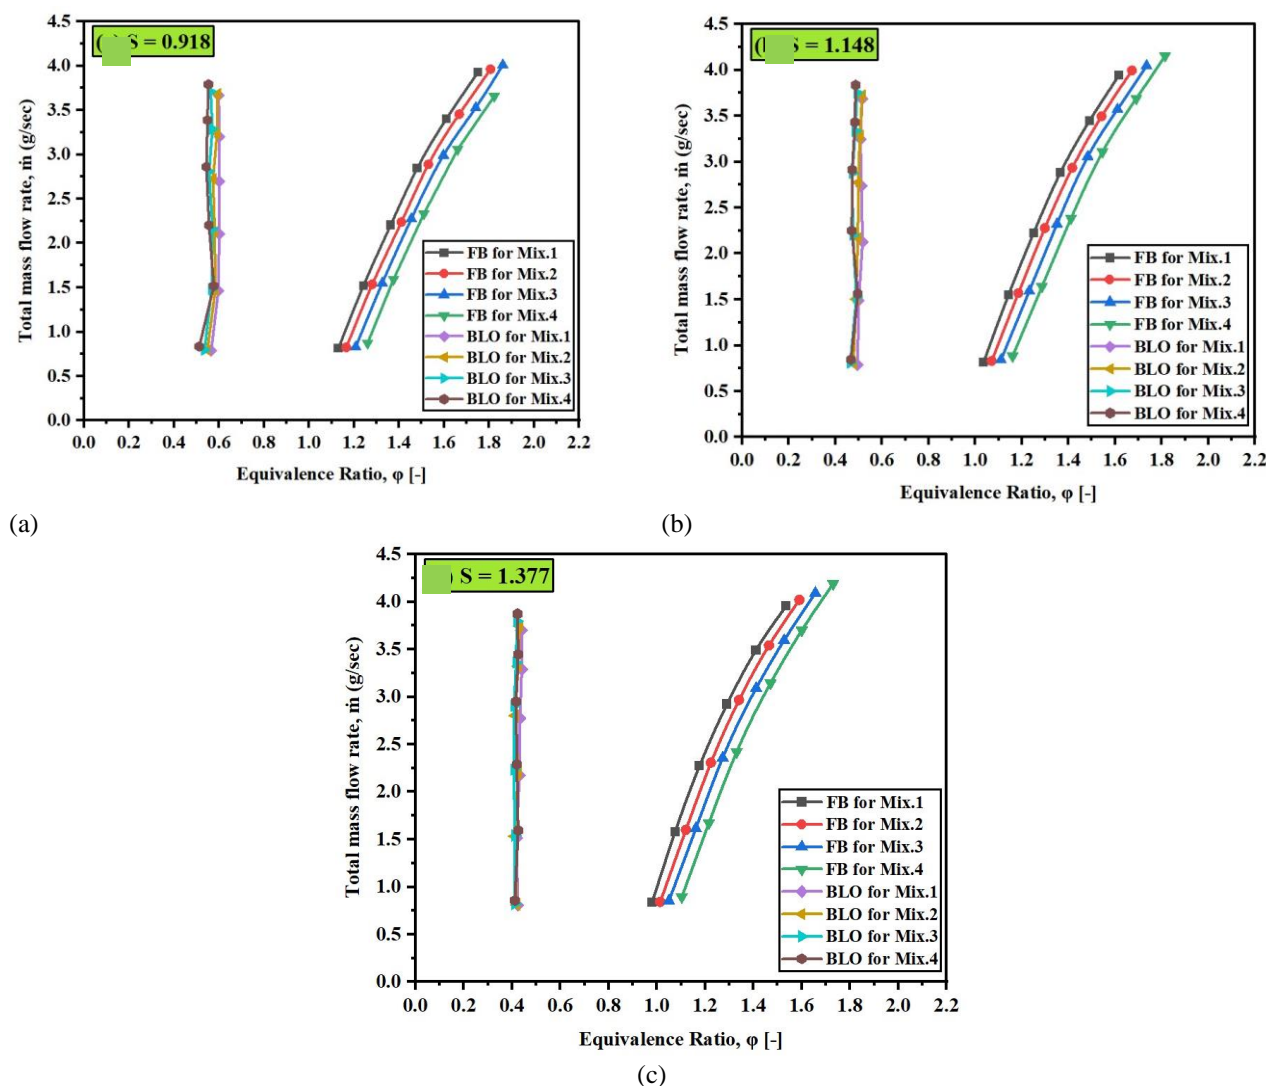 S = 0.918
Total mass flow rate, ṁ (g/sec)
4.5
4.0
3.5
3.0
2.5
2.0
1.5
1.0
0.5
0.0
FB for Mix.1
FB for Mix.2
FB for Mix.3
FB for Mix.4
BLO for Mix.1
BLO for Mix.2
BLO for Mix.3
BLO for Mix.4
0.0 0.2 0.4 0.6 0.8 1.0 1.2 1.4 1.6 1.8 2.0 2.2
Equivalence Ratio, φ [-]
(a)
S = 1.148
Total mass flow rate, ṁ (g/sec)
4.5
4.0
3.5
3.0
2.5
2.0
1.5
1.0
0.5
0.0
FB for Mix.1
FB for Mix.2
FB for Mix.3
FB for Mix.4
BLO for Mix.1
BLO for Mix.2
BLO for Mix.3
BLO for Mix.4
0.0 0.2 0.4 0.6 0.8 1.0 1.2 1.4 1.6 1.8 2.0 2.2
Equivalence Ratio, φ [-]
(b)
) S = 1.377
Total mass flow rate, ṁ (g/sec)
4.5
4.0
3.5
3.0
2.5
2.0
1.5
1.0
0.5
0.0
FB for Mix.1
FB for Mix.2
FB for Mix.3
FB for Mix.4
BLO for Mix.1
BLO for Mix.2
BLO for Mix.3
BLO for Mix.4
0.0 0.2 0.4 0.6 0.8 1.0 1.2 1.4 1.6 1.8 2.0 2.2
Equivalence Ratio, φ [-]
(c)